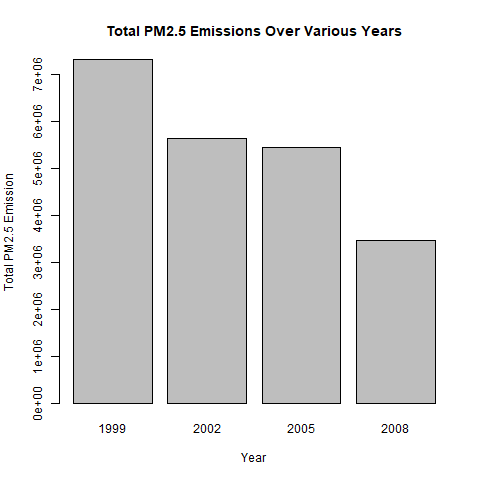 Total PM2.5 Emissions Over Various Years
Total PM2.5 Emission
7e+06
6e+06
5e+06
4e+06
3e+06
2e+06
1e+06
0e+00
1999 2002 2005 2008
Year